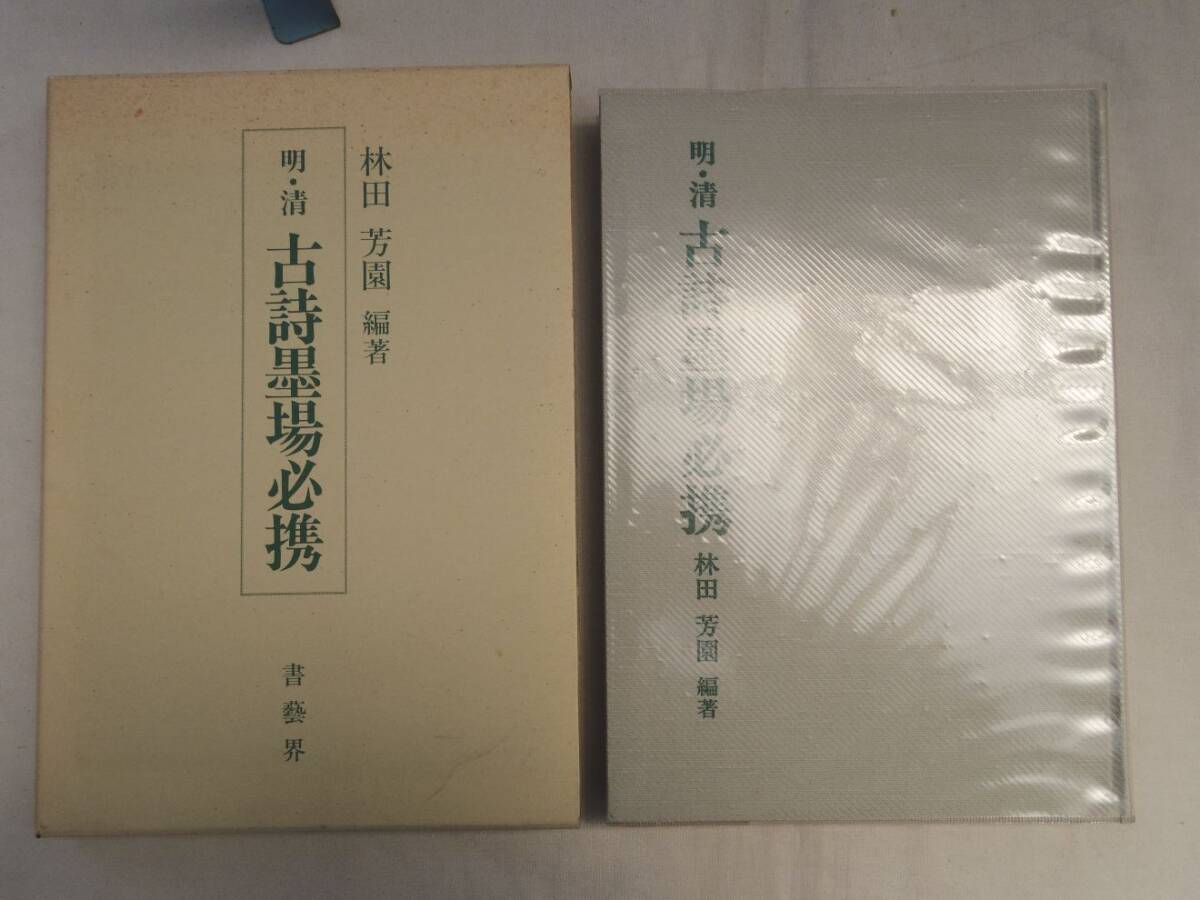 林田 芳園 編著
明・清 古詩墨場必携
書藝界
明・清 古詩墨場必携 林田 芳園 編著